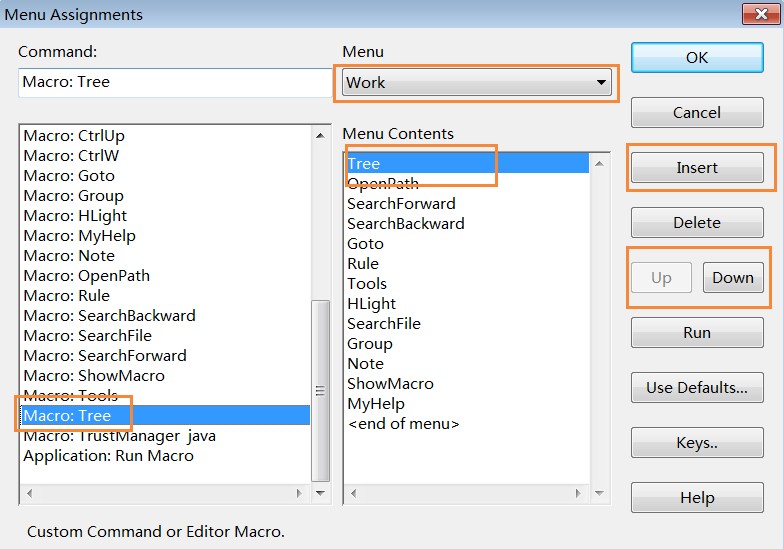 Menu Assignments
Command:
Macro: Tree
Macro: CtrlUp
Macro: CtrlW
Macro: Goto
Macro: Group
Macro: HLight
Macro: MyHelp
Macro: Note
Macro: OpenPath
Macro: Rule
Macro: SearchBackward
Macro: SearchFile
Macro: SearchForward
Macro: ShowMacro
Macro: Tools
Macro: Tree
Macro: TrustManager java
Application: Run Macro
Custom Command or Editor Macro.
Menu
Work
Menu Contents
Tree
OpenPath
SearchForward
SearchBackward
Goto
Rule
Tools
HLight
SearchFile
Group
Note
ShowMacro
MyHelp
<end of menu>
OK
Cancel
Insert
Delete
Up Down
Run
Use Defaults...
Keys..
Help